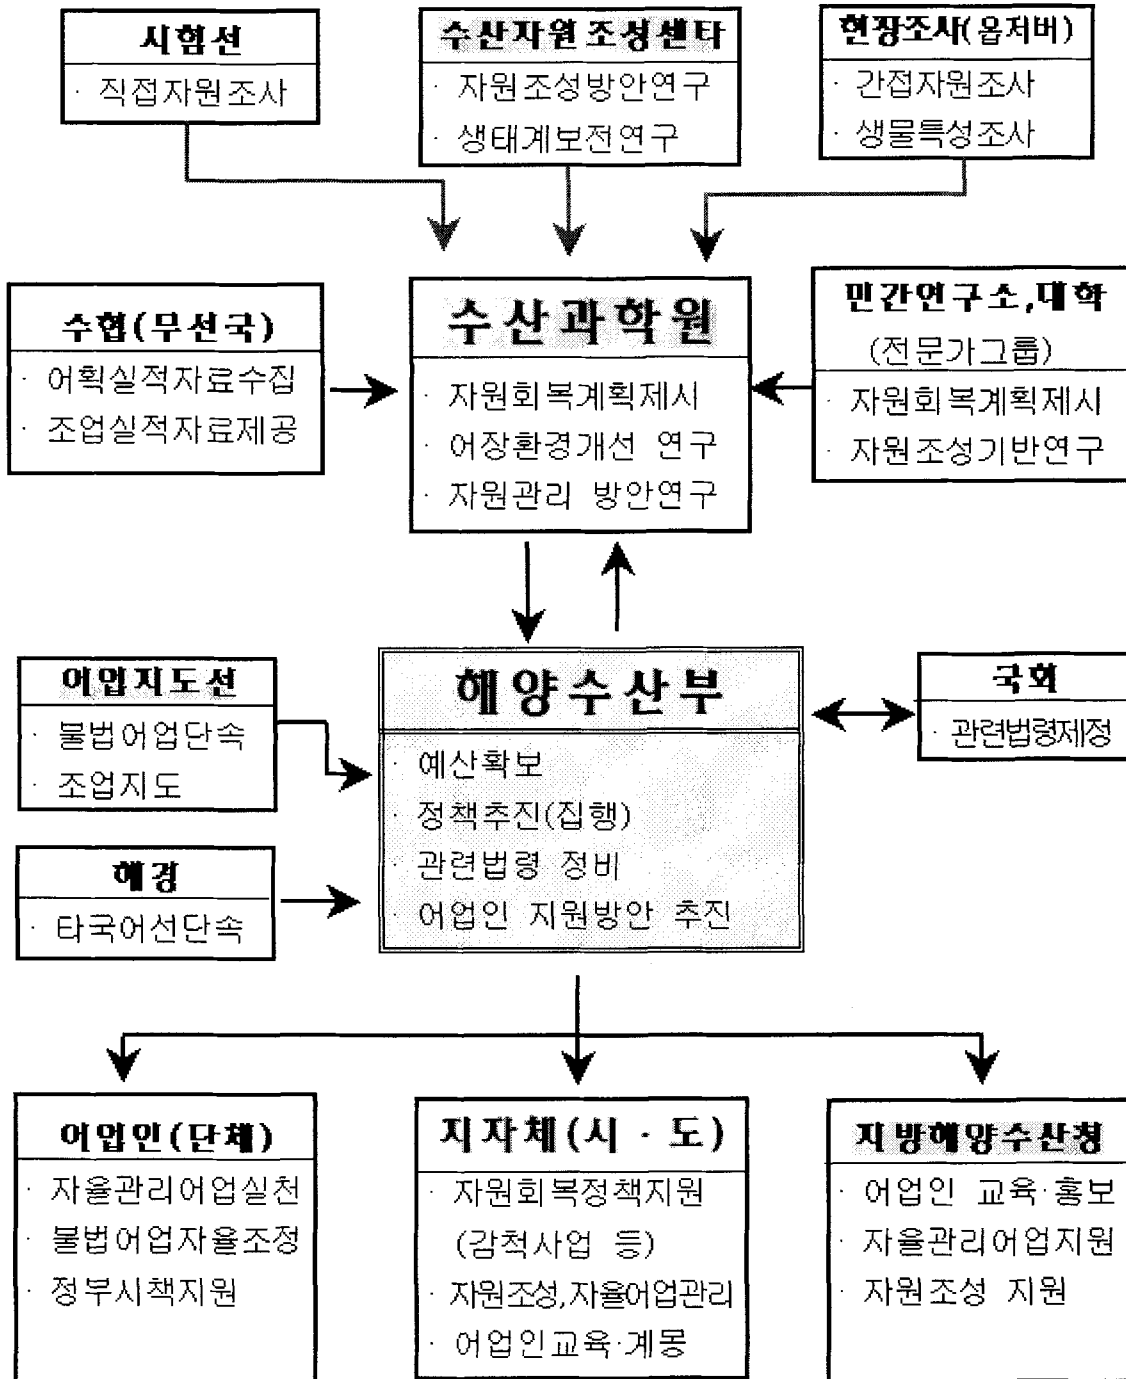 시험선
· 직접자원조사
수산자원조성센타
· 자원조성방안연구
· 생태계보전연구
현장조사(옵저버)
· 간접자원조사
· 생물특성조사
수협(무선국)
· 어획실적자료수집
· 조업실적자료제공
수산과학원
· 자원회복계획제시
· 어장환경개선 연구
· 자원관리 방안연구
민간연구소,대학
(전문가그룹)
· 자원회복계획제시
· 자원조성기반연구
어업지도선
· 불법어업단속
· 조업지도
해양수산부
· 예산확보
· 정책추진(집행)
· 관련법령 정비
· 어업인 지원방안 추진
국회
· 관련법령제정
해경
· 타국어선단속
어업인(단체)
· 자율관리어업실천
· 불법어업자율조정
· 정부시책지원
지자체(시·도)
· 자원회복정책지원
(감척사업 등)
· 자원조성,자율어업관리
· 어업인교육·계몽
지방해양수산청
· 어업인 교육·홍보
· 자율관리어업지원
· 자원조성 지원